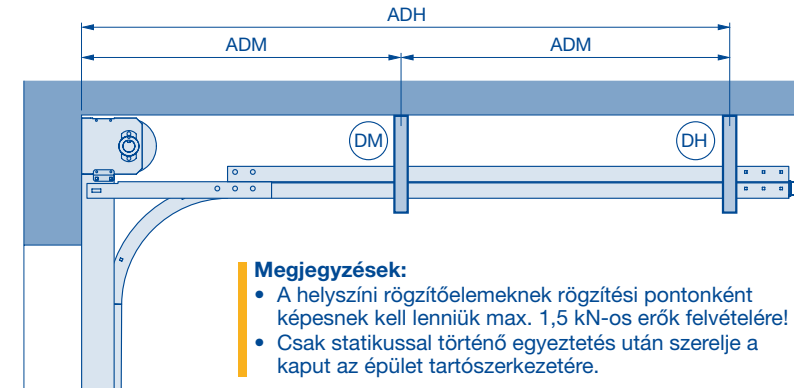 ADH
ADM ADM
DM DH
Megjegyzések:
• A helyszíni rögzítőelemeknek rögzítési pontonként
képesnek kell lenniük max. 1,5 kN-os erők felvételére!
• Csak statikussal történő egyeztetés után szerelje a
kaput az épület tartószerkezetére.